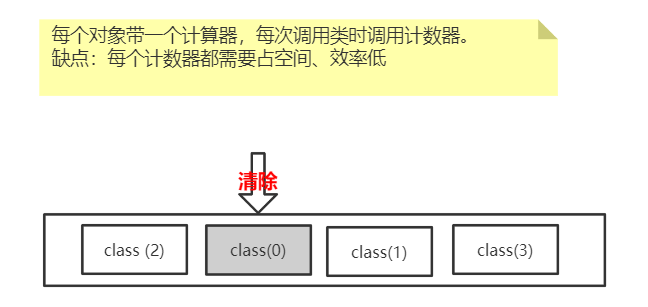 每个对象带一个计算器，每次调用类时调用计数器。
缺点：每个计数器都需要占空间、效率低
清除
class (2)
class(0)
class(1)
class(3)